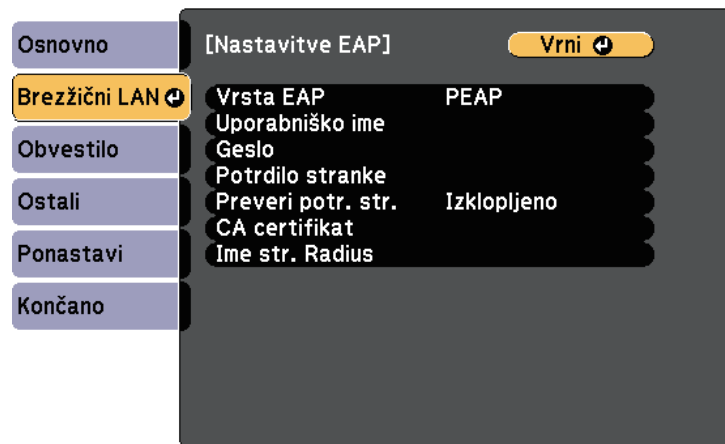 Osnovno
Brezžični LAN
Obvestilo
Ostali
Ponastavi
Končano
[Nastavitve EAP] Vrni
Vrsta EAP PEAP
Uporabniško ime
Geslo
Potrdilo stranke
Preveri potr. str. Izklopljeno
CA certifikat
Ime str. Radius